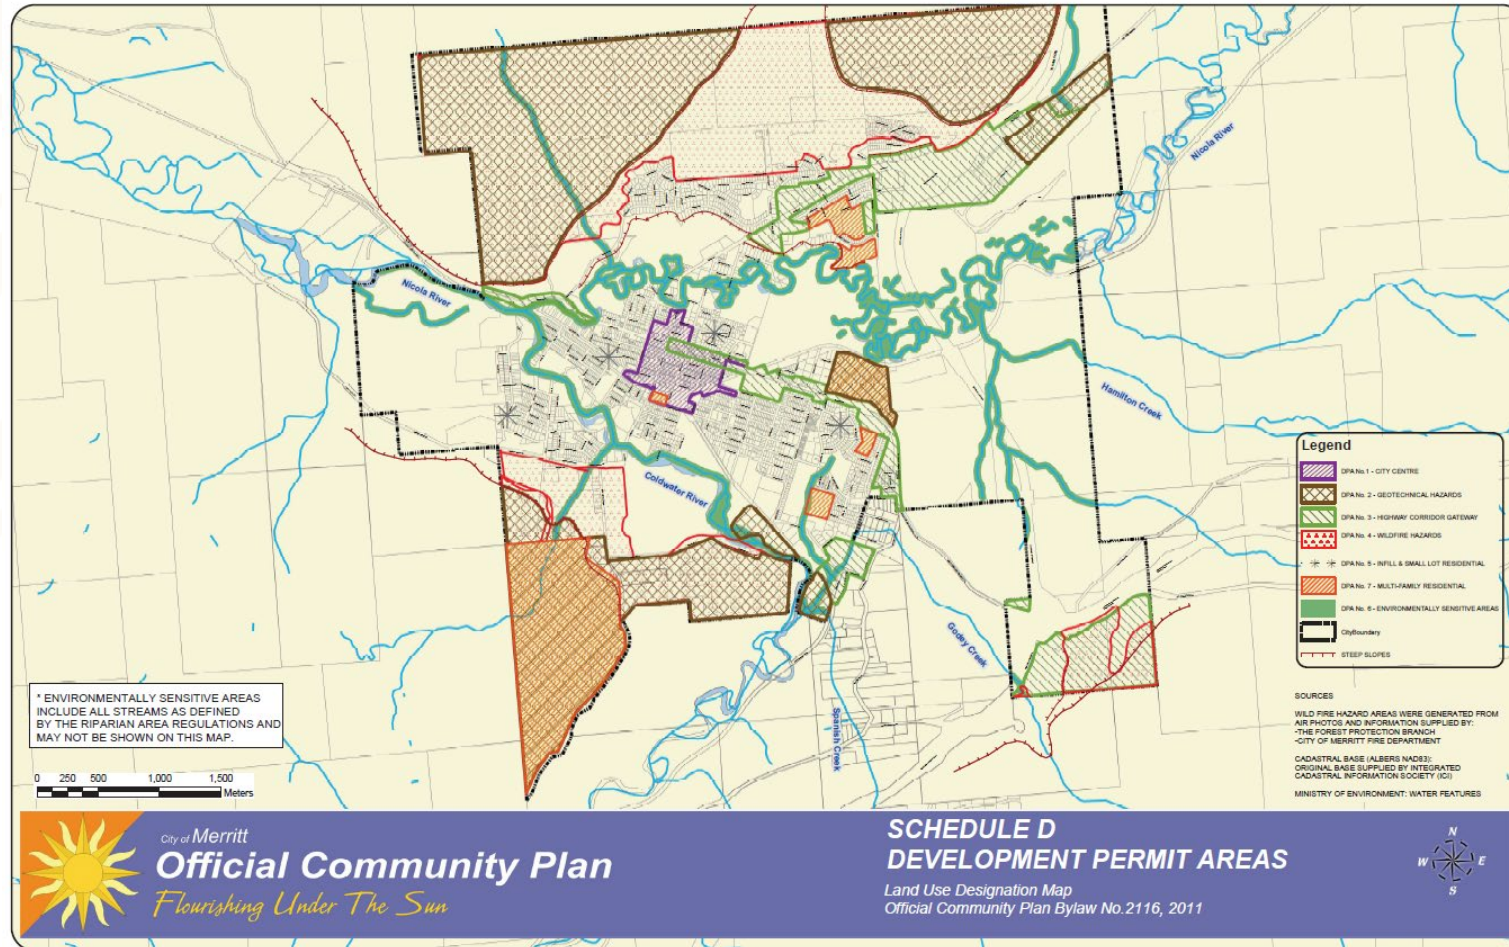 Nicola River
Nicola River
Hamilton Creek
Coldwater River
Godey Creek
Spanish Creek
Legend
DPA No.1 - CITY CENTRE
DPA No. 2 - GEOTECHNICAL HAZARDS
DPA No. 3 - HIGHWAY CORRIDOR GATEWAY
DPA No. 4 - WILDFIRE HAZARDS
DPA No. 5 - INFILL & SMALL LOT RESIDENTIAL
DPA No. 7 - MULTI-FAMILY RESIDENTIAL
DPA No. 6 - ENVIRONMENTALLY SENSITIVE AREAS
CityBoundary
STEEP SLOPES
* ENVIRONMENTALLY SENSITIVE AREAS
INCLUDE ALL STREAMS AS DEFINED
BY THE RIPARIAN AREA REGULATIONS AND
MAY NOT BE SHOWN ON THIS MAP.
0 250 500 1,000 1,500
Meters
SOURCES
WILD FIRE HAZARD AREAS WERE GENERATED FROM
AIR PHOTOS AND INFORMATION SUPPLIED BY:
-THE FOREST PROTECTION BRANCH
-CITY OF MERRITT FIRE DEPARTMENT
CADASTRAL BASE (ALBERS NAD83):
ORIGINAL BASE SUPPLIED BY INTEGRATED
CADASTRAL INFORMATION SOCIETY (ICI)
MINISTRY OF ENVIRONMENT: WATER FEATURES
City of Merritt
Official Community Plan
Flourishing Under The Sun
SCHEDULE D
DEVELOPMENT PERMIT AREAS
Land Use Designation Map
Official Community Plan Bylaw No.2116, 2011
N
W E
S